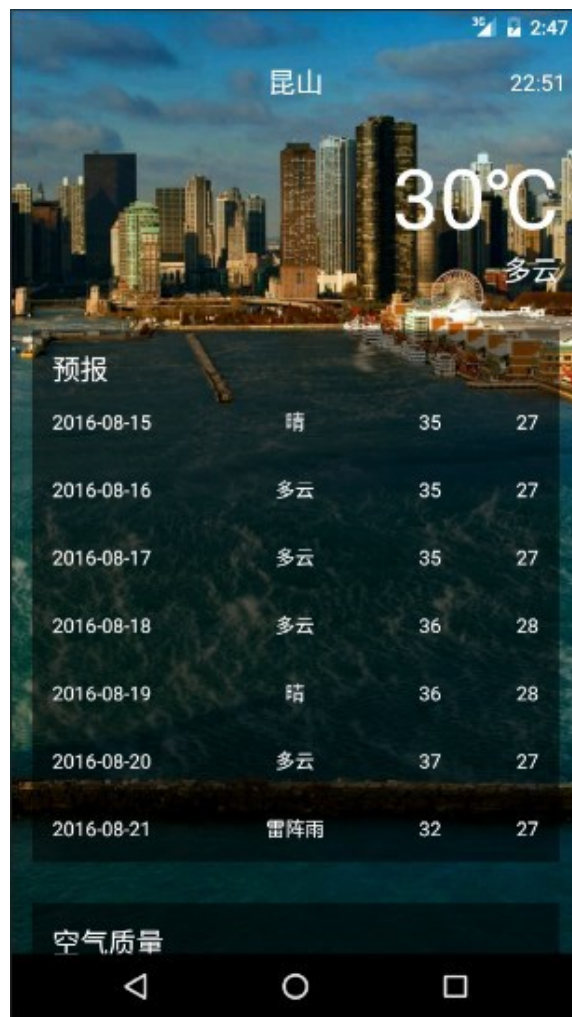 3G 2:47
昆山 22:51
30℃
多云
预报
2016-08-15 晴 35 27
2016-08-16 多云 35 27
2016-08-17 多云 35 27
2016-08-18 多云 36 28
2016-08-19 晴 36 28
2016-08-20 多云 37 27
2016-08-21 雷阵雨 32 27
空气质量